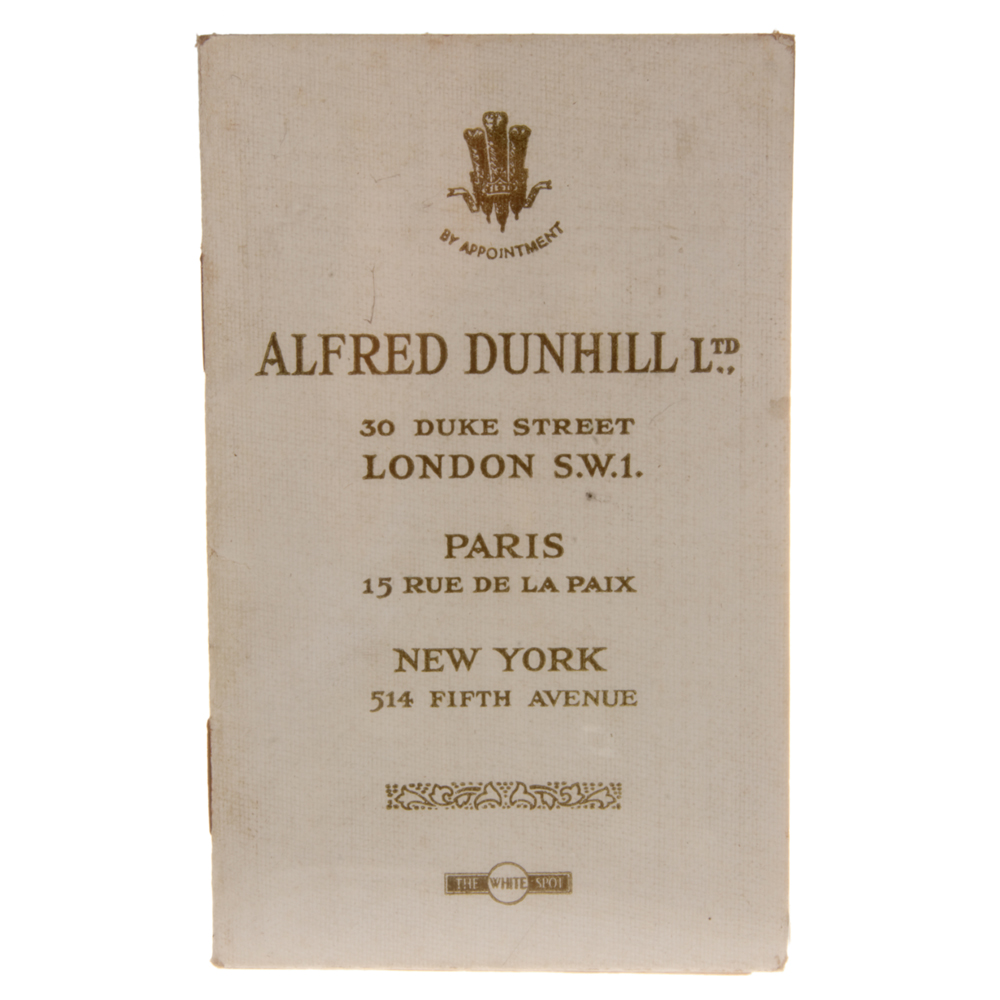 BY APPOINTMENT
ALFRED DUNHILL LTD.,
30 DUKE STREET
LONDON S.W.1.
PARIS
15 RUE DE LA PAIX
NEW YORK
514 FIFTH AVENUE
THE WHITE SPOT